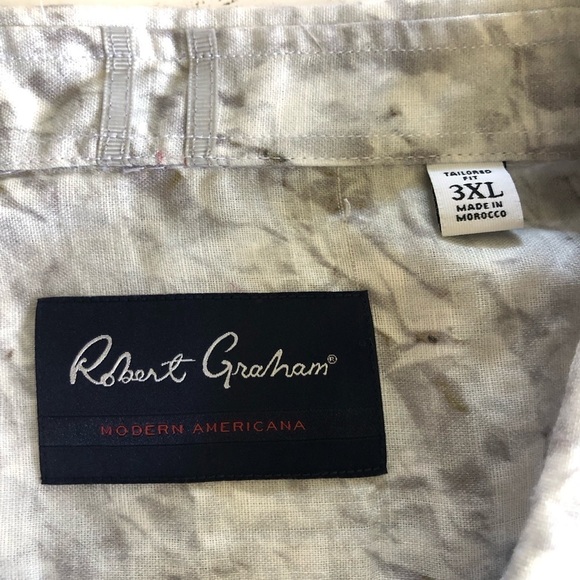 TAILORED
FIT
3XL
MADE IN
MOROCCO
Robert Graham®
MODERN AMERICANA